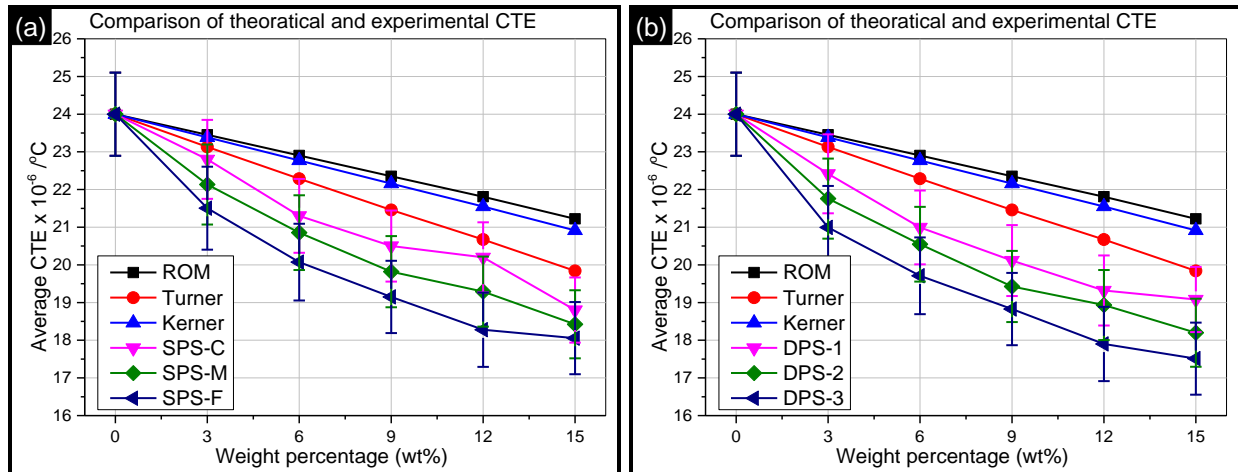 (a)
Comparison of theoratical and experimental CTE
26
25
24
23
22
21
20
19
18
17
16
Average CTE x 10⁻⁶ /ºC
ROM
Turner
Kerner
SPS-C
SPS-M
SPS-F
0 3 6 9 12 15
Weight percentage (wt%)
(b)
Comparison of theoratical and experimental CTE
26
25
24
23
22
21
20
19
18
17
16
Average CTE x 10⁻⁶ /ºC
ROM
Turner
Kerner
DPS-1
DPS-2
DPS-3
0 3 6 9 12 15
Weight percentage (wt%)